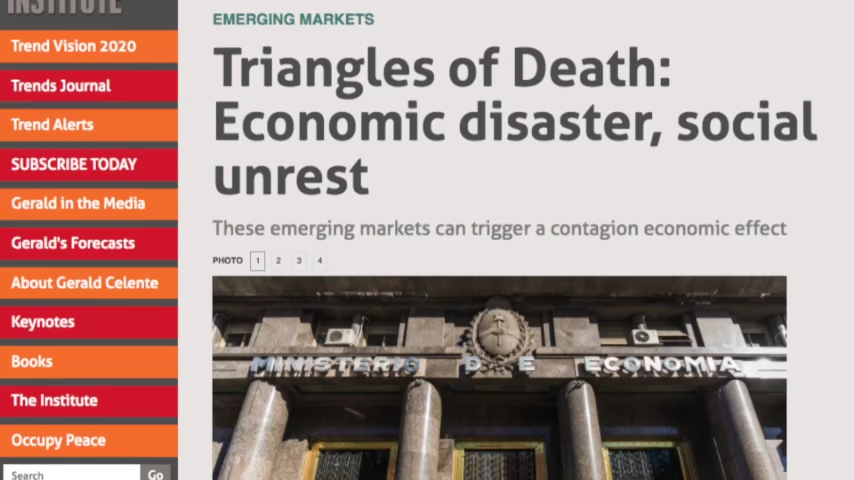 INSTITUTE
Trend Vision 2020
Trends Journal
Trend Alerts
SUBSCRIBE TODAY
Gerald in the Media
Gerald's Forecasts
About Gerald Celente
Keynotes
Books
The Institute
Occupy Peace
Search Go
EMERGING MARKETS
Triangles of Death:
Economic disaster, social
unrest
These emerging markets can trigger a contagion economic effect
PHOTO 1 2 3 4
MINISTERIO DE ECONOMIA